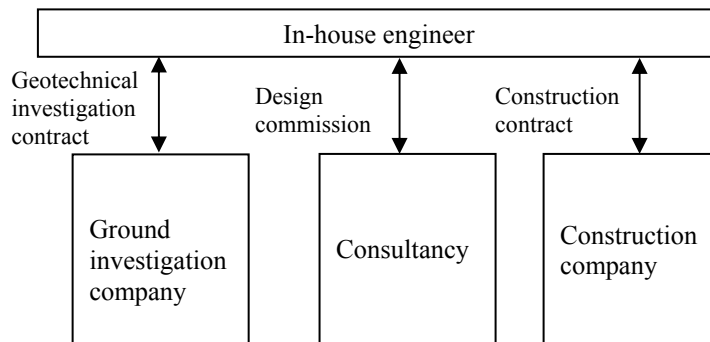 In-house engineer
Geotechnical
investigation
contract
Design
commission
Construction
contract
Ground
investigation
company
Consultancy
Construction
company